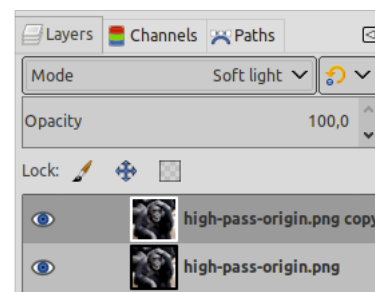 Layers Channels Paths
Mode Soft light
Opacity 100,0
Lock:
high-pass-origin.png copy
high-pass-origin.png